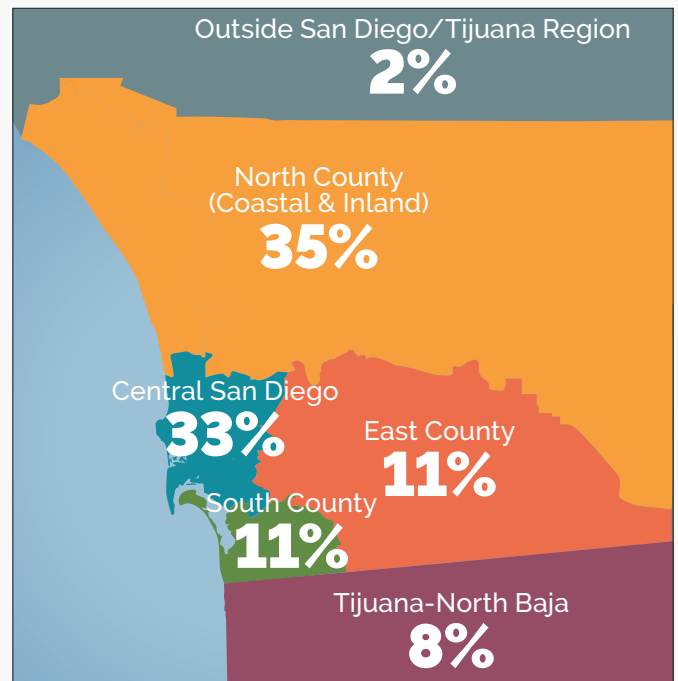 Outside San Diego/Tijuana Region
2%
North County
(Coastal & Inland)
35%
Central San Diego
33%
East County
11%
South County
11%
Tijuana-North Baja
8%